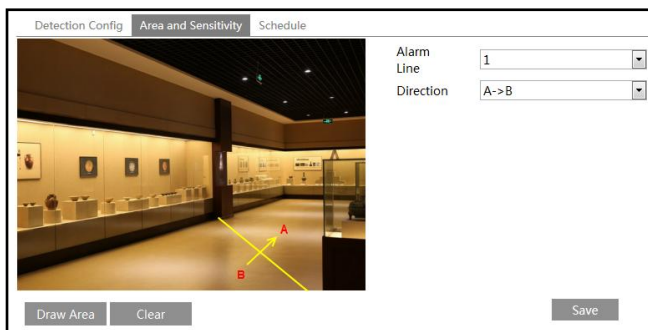 Detection Config Area and Sensitivity Schedule
Alarm
Line
1
Direction
A->B
A
B
Draw Area Clear
Save